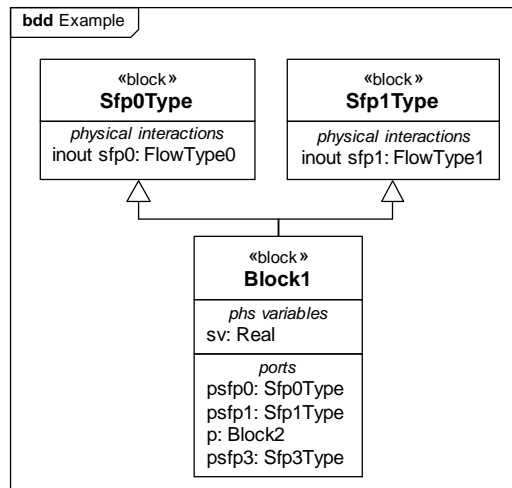 bdd Example
«block»
Sfp0Type
physical interactions
inout sfp0: FlowType0
«block»
Sfp1Type
physical interactions
inout sfp1: FlowType1
«block»
Block1
phs variables
sv: Real
ports
psfp0: Sfp0Type
psfp1: Sfp1Type
p: Block2
psfp3: Sfp3Type